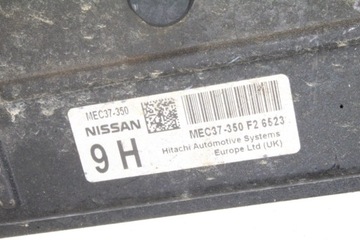 MEC37-350
NISSAN
9 H
MEC37-350 F2 6523
Hitachi Automotive Systems
Europe Ltd (UK)